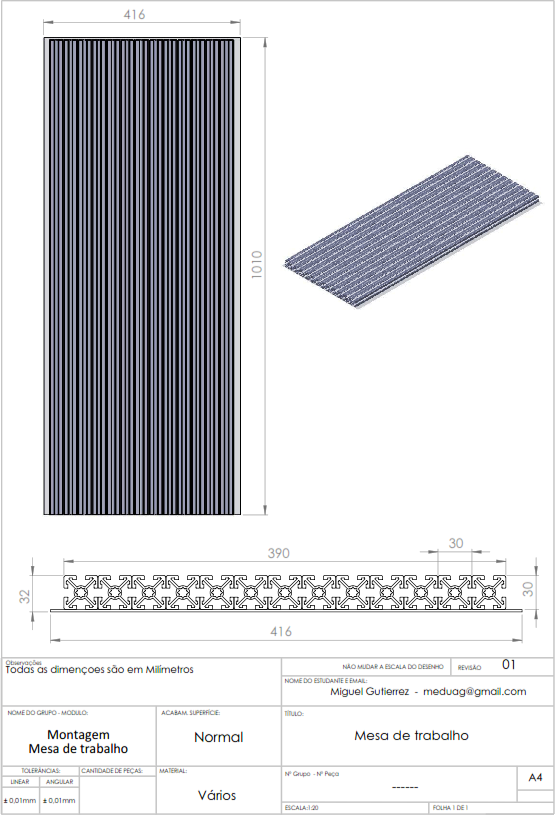 416
1010
390
30
32
30
416
Observações
Todas as dimençoes são em Milímetros
NÃO MUDAR A ESCALA DO DESENHO
REVISÃO
01
NOME DO ESTUDANTE E EMAIL:
Miguel Gutierrez - meduag@gmail.com
NOME DO GRUPO - MODULO:
Montagem
Mesa de trabalho
ACABAM. SUPERFÍCIE:
Normal
TÍTULO:
Mesa de trabalho
TOLERÂNCIAS:
LINEAR
ANGULAR
± 0,01mm
± 0,01mm
CANTIDADE DE PEÇAS:
MATERIAL:
Vários
Nº Grupo - Nº Peça
------
A4
ESCALA:1:20
FOLHA 1 DE 1